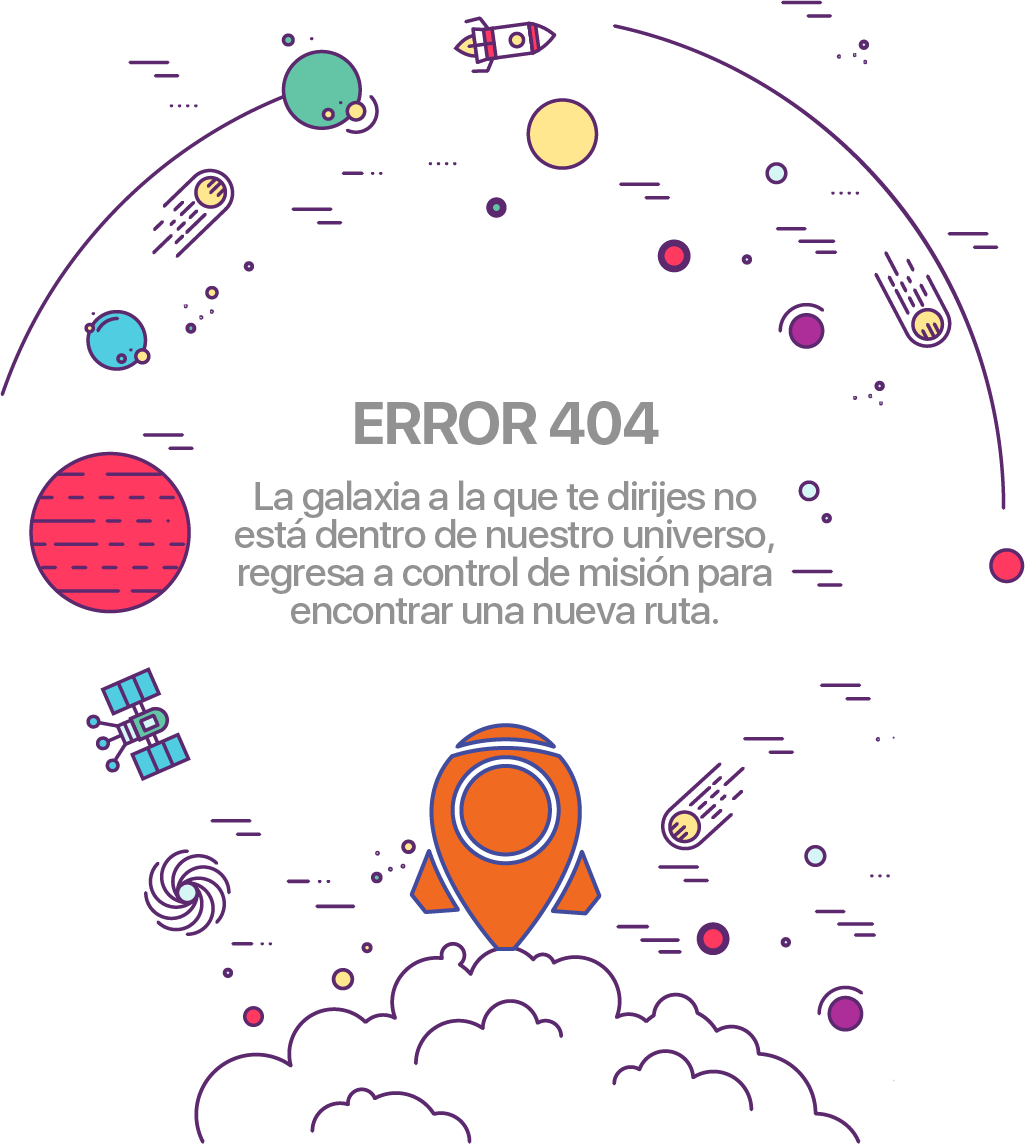 ERROR 404
La galaxia a la que te dirijes no
está dentro de nuestro universo,
regresa a control de misión para
encontrar una nueva ruta.